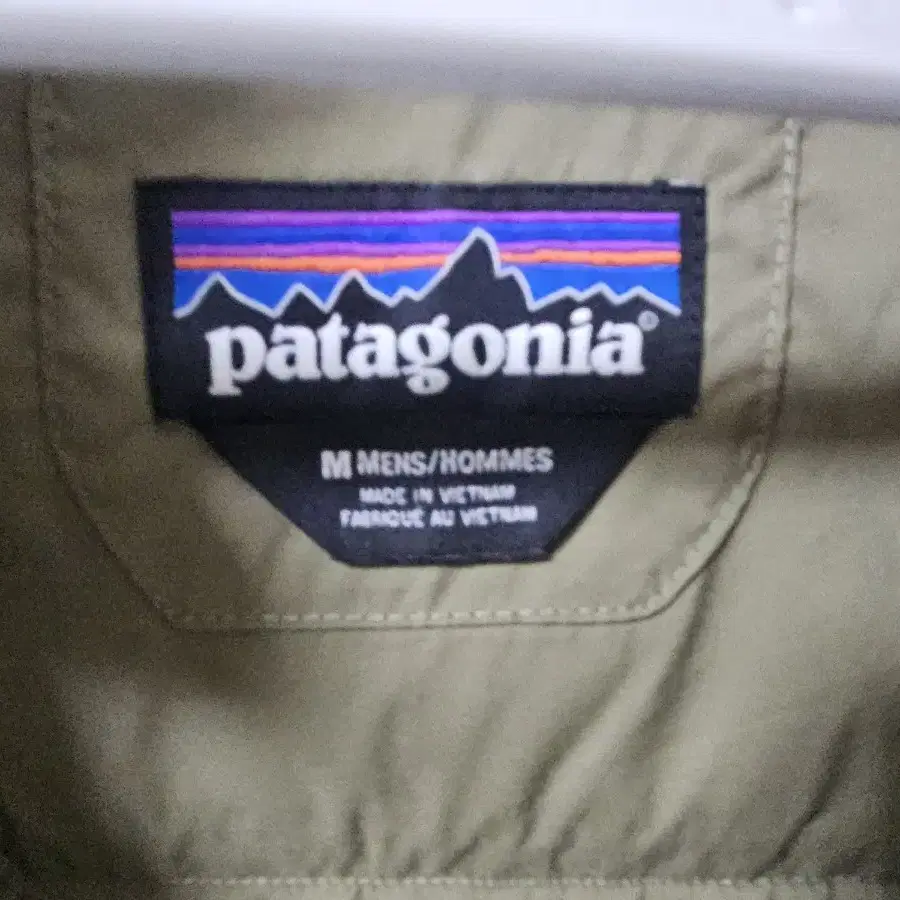 patagonia®
M MENS/HOMMES
MADE IN VIETNAM
FABRIQUÉ AU VIETNAM